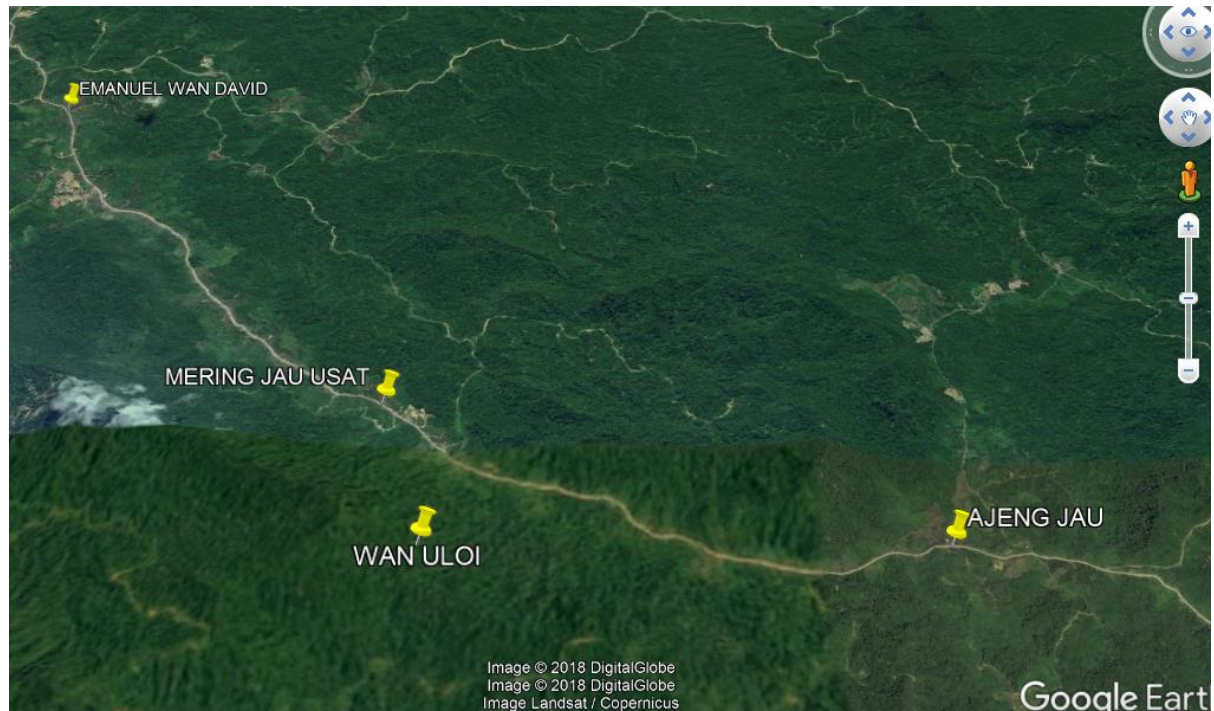 EMANUEL WAN DAVID
MERING JAU USAT
WAN ULOI
AJENG JAU
Image © 2018 DigitalGlobe
Image © 2018 DigitalGlobe
Image Landsat / Copernicus
Google Earth